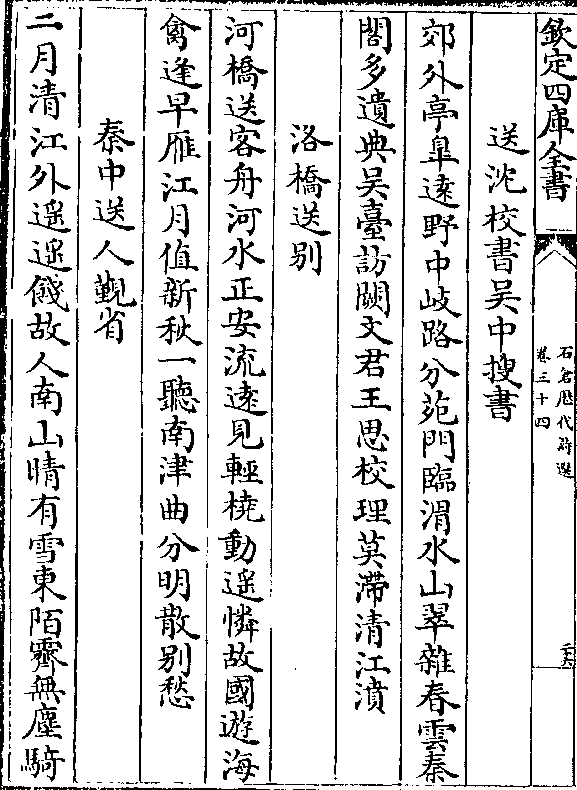 欽定四庫全書
石倉歷代詩選
卷三十四
二六
送沈校書吳中搜書
郊外亭臯遠野中岐路分苑門臨渭水山翠雜春雲秦
閣多遺典吳臺訪闕文君王思校理莫滯清江濆
洛橋送别
河橋送客舟河水正安流遠見輕橈動遥憐故國遊海
禽逢早雁江月值新秋一聽南津曲分明散别愁
秦中送人覲省
二月清江外遥遥餞故人南山晴有雪東陌霽無塵騎